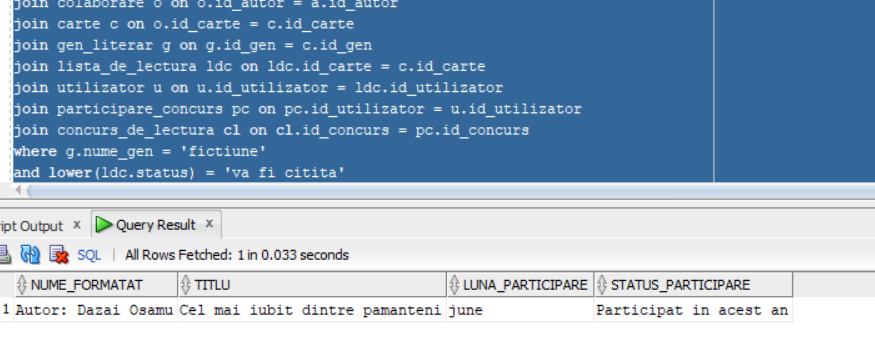 join colaborare o on o.id_autor = a.id_autor
join carte c on o.id_carte = c.id_carte
join gen_literar g on g.id_gen = c.id_gen
join lista_de_lectura ldc on ldc.id_carte = c.id_carte
join utilizator u on u.id_utilizator = ldc.id_utilizator
join participare_concurs pc on pc.id_utilizator = u.id_utilizator
join concurs_de_lectura cl on cl.id_concurs = pc.id_concurs
where g.nume_gen = 'fictiune'
and lower(ldc.status) = 'va fi citita'
ipt Output x Query Result x
SQL | All Rows Fetched: 1 in 0.033 seconds
NUME_FORMATAT TITLU LUNA_PARTICIPARE STATUS_PARTICIPARE
1 Autor: Dazai Osamu Cel mai iubit dintre pamanteni june Participat in acest an